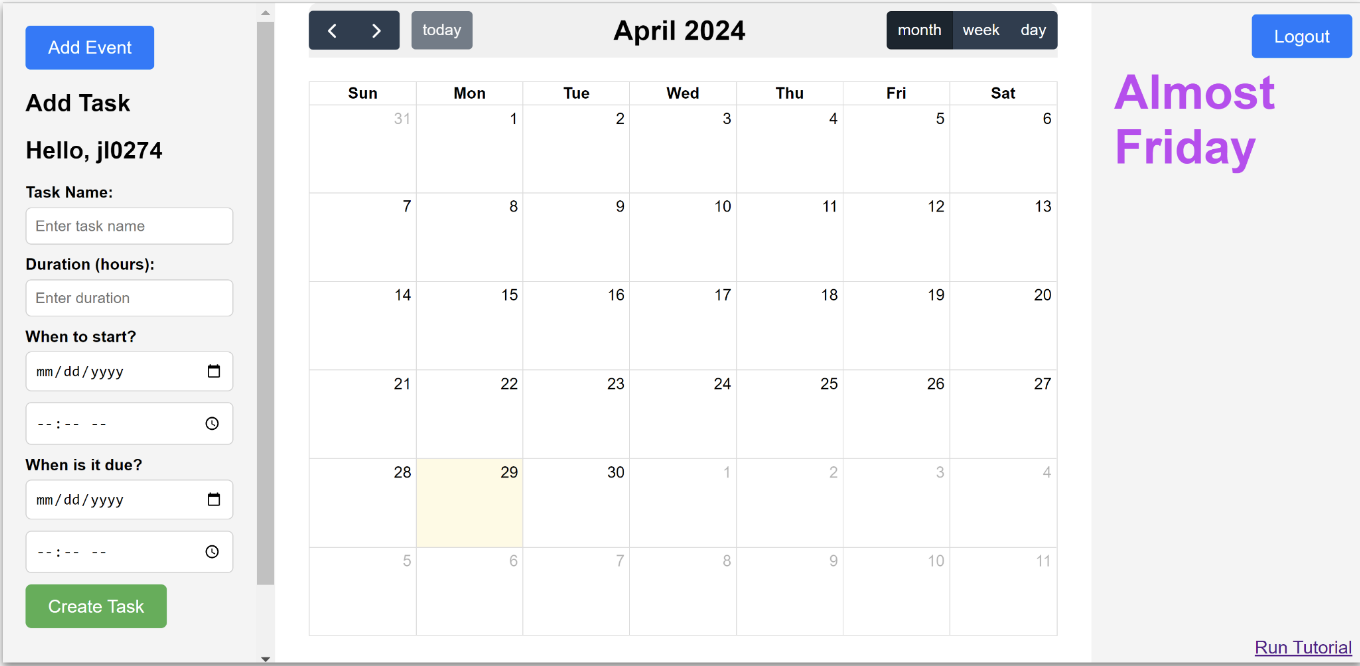 Add Event
Add Task
Hello, jl0274
Task Name:
Enter task name
Duration (hours):
Enter duration
When to start?
mm/dd/yyyy
--:-- --
When is it due?
mm/dd/yyyy
--:-- --
Create Task
today
April 2024
month week day
Sun Mon Tue Wed Thu Fri Sat
31 1 2 3 4 5 6
7 8 9 10 11 12 13
14 15 16 17 18 19 20
21 22 23 24 25 26 27
28 29 30 1 2 3 4
5 6 7 8 9 10 11
Logout
Almost
Friday
Run Tutorial